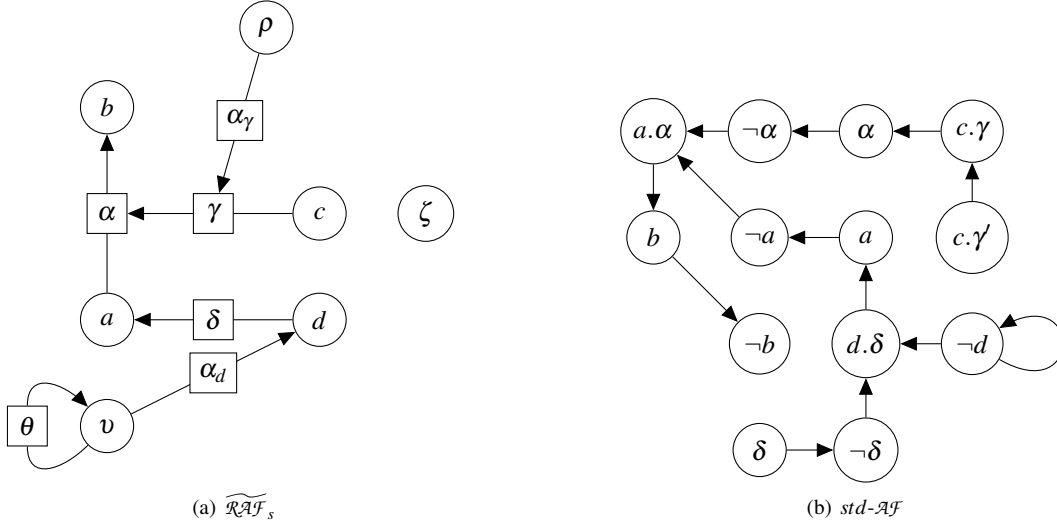 ρ
b
α_γ
a.α
¬α
α
c.γ
α
γ
c
ζ
b
¬a
a
c.γ′
a
δ
d
¬b
d.δ
¬d
α_d
θ
υ
δ
¬δ
(a) \widetilde{RAF}_s
(b) std-AF